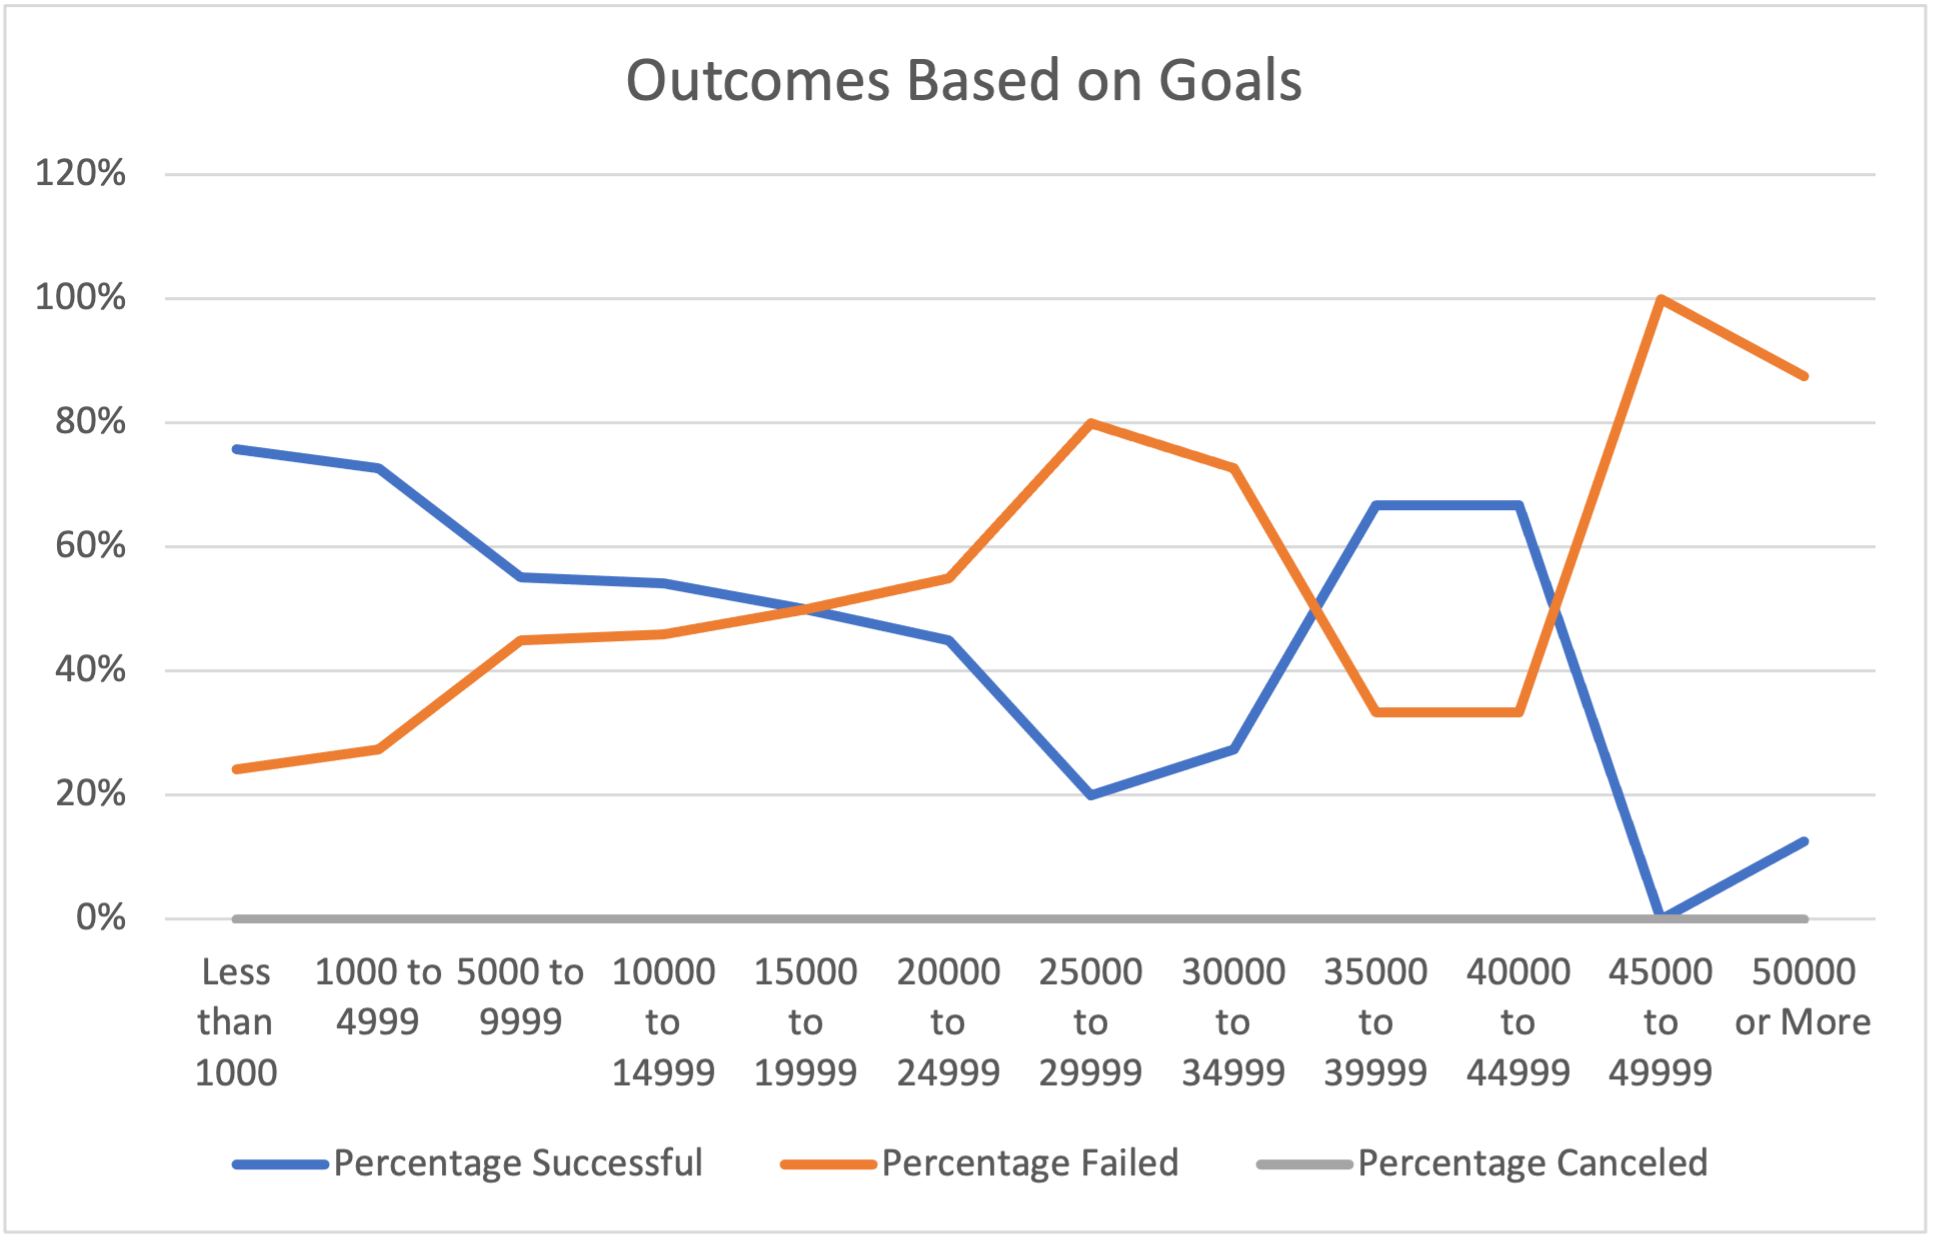 Outcomes Based on Goals
120%
100%
80%
60%
40%
20%
0%
Less
than
1000
1000 to
4999
5000 to
9999
10000
to
14999
15000
to
19999
20000
to
24999
25000
to
29999
30000
to
34999
35000
to
39999
40000
to
44999
45000
to
49999
50000
or More
Percentage Successful
Percentage Failed
Percentage Canceled